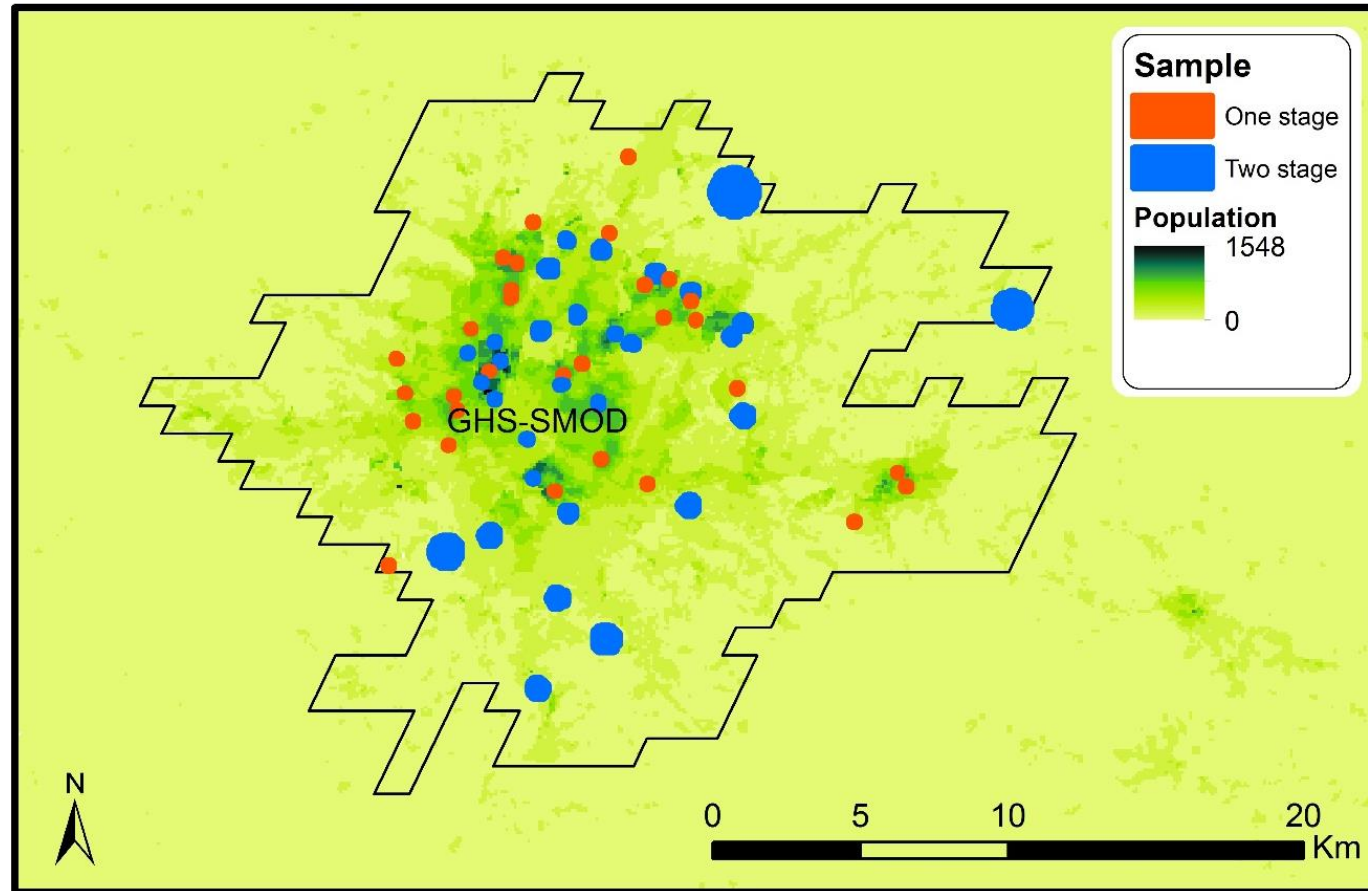 Sample
One stage
Two stage
Population
1548
0
GHS-SMOD
N
0 5 10 20
Km